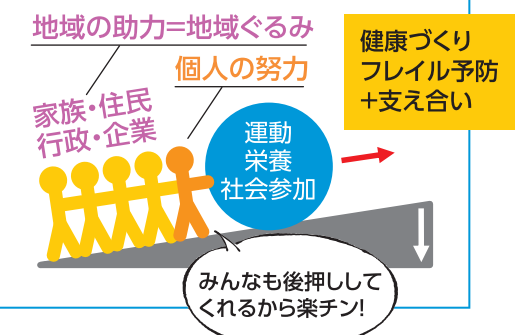 地域の助力=地域ぐるみ
個人の努力
健康づくり
フレイル予防
+支え合い
家族・住民
行政・企業
運動
栄養
社会参加
みんなも後押しして
くれるから楽チン!